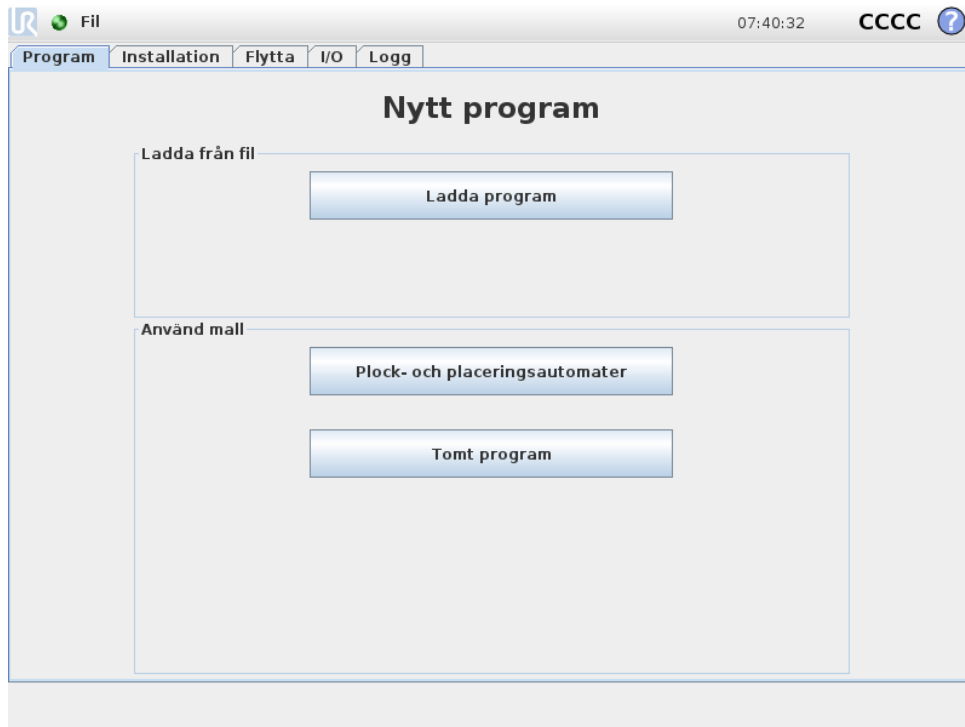 UR Fil 07:40:32 CCCC ?
Program Installation Flytta I/O Logg
Nytt program
Ladda från fil
Ladda program
Använd mall
Plock- och placeringsautomater
Tomt program